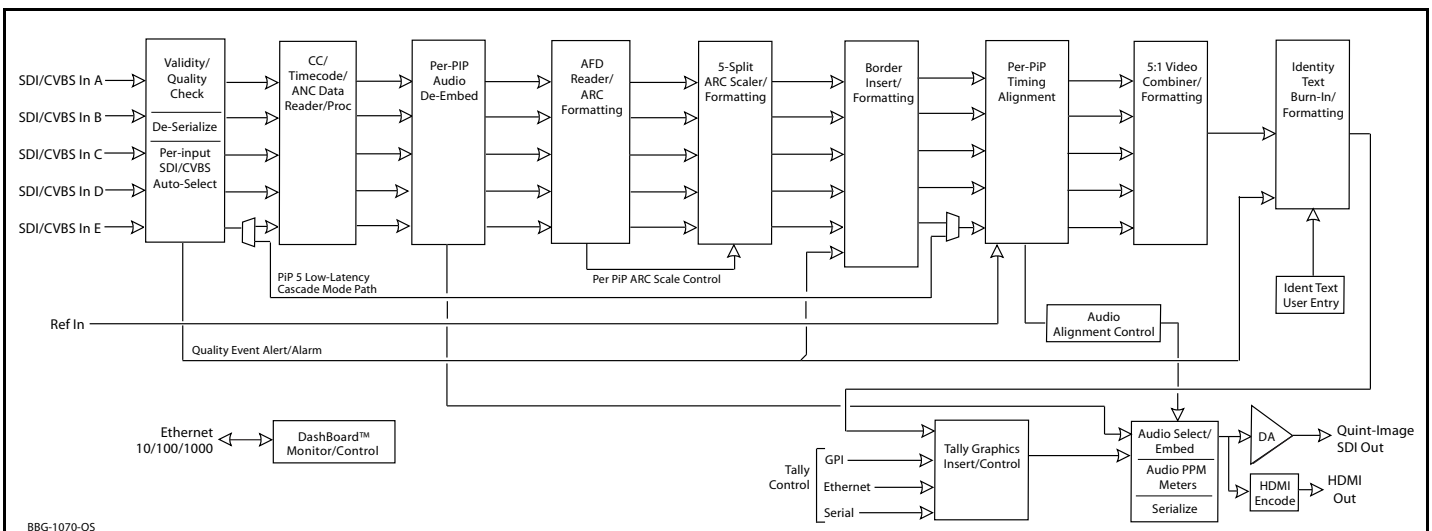 SDI/CVBS In A
SDI/CVBS In B
SDI/CVBS In C
SDI/CVBS In D
SDI/CVBS In E
Validity/
Quality
Check
De-Serialize
Per-input
SDI/CVBS
Auto-Select
CC/
Timecode/
ANC Data
Reader/Proc
Per-PIP
Audio
De-Embed
AFD
Reader/
ARC
Formatting
5-Split
ARC Scaler/
Formatting
Border
Insert/
Formatting
Per-PiP
Timing
Alignment
5:1 Video
Combiner/
Formatting
Identity
Text
Burn-In/
Formatting
PiP 5 Low-Latency
Cascade Mode Path
Per PiP ARC Scale Control
Ident Text
User Entry
Ref In
Audio
Alignment Control
Quality Event Alert/Alarm
Ethernet
10/100/1000
DashBoard™
Monitor/Control
Tally
Control
GPI
Ethernet
Serial
Tally Graphics
Insert/Control
Audio Select/
Embed
Audio PPM
Meters
Serialize
DA
Quint-Image
SDI Out
HDMI
Encode
HDMI
Out
BBG-1070-OS